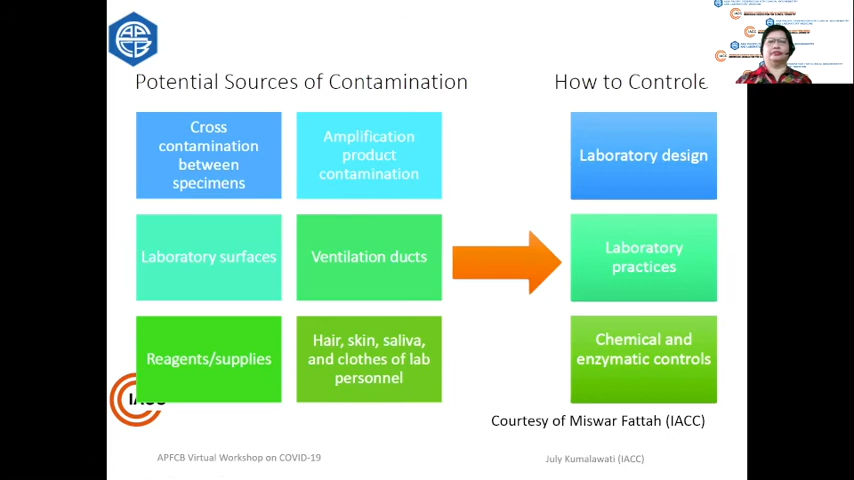 APFCB
Potential Sources of Contamination
How to Controle
Cross
contamination
between
specimens
Amplification
product
contamination
Laboratory design
Laboratory surfaces
Ventilation ducts
Laboratory
practices
Reagents/supplies
Hair, skin, saliva,
and clothes of lab
personnel
Chemical and
enzymatic controls
IACC
Courtesy of Miswar Fattah (IACC)
APFCB Virtual Workshop on COVID-19
July Kumalawati (IACC)